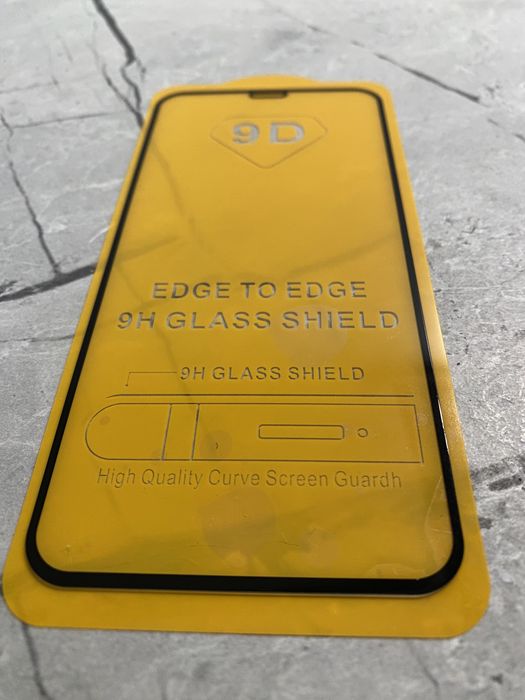 9D
EDGE TO EDGE
9H GLASS SHIELD
9H GLASS SHIELD
High Quality Curve Screen Guardh